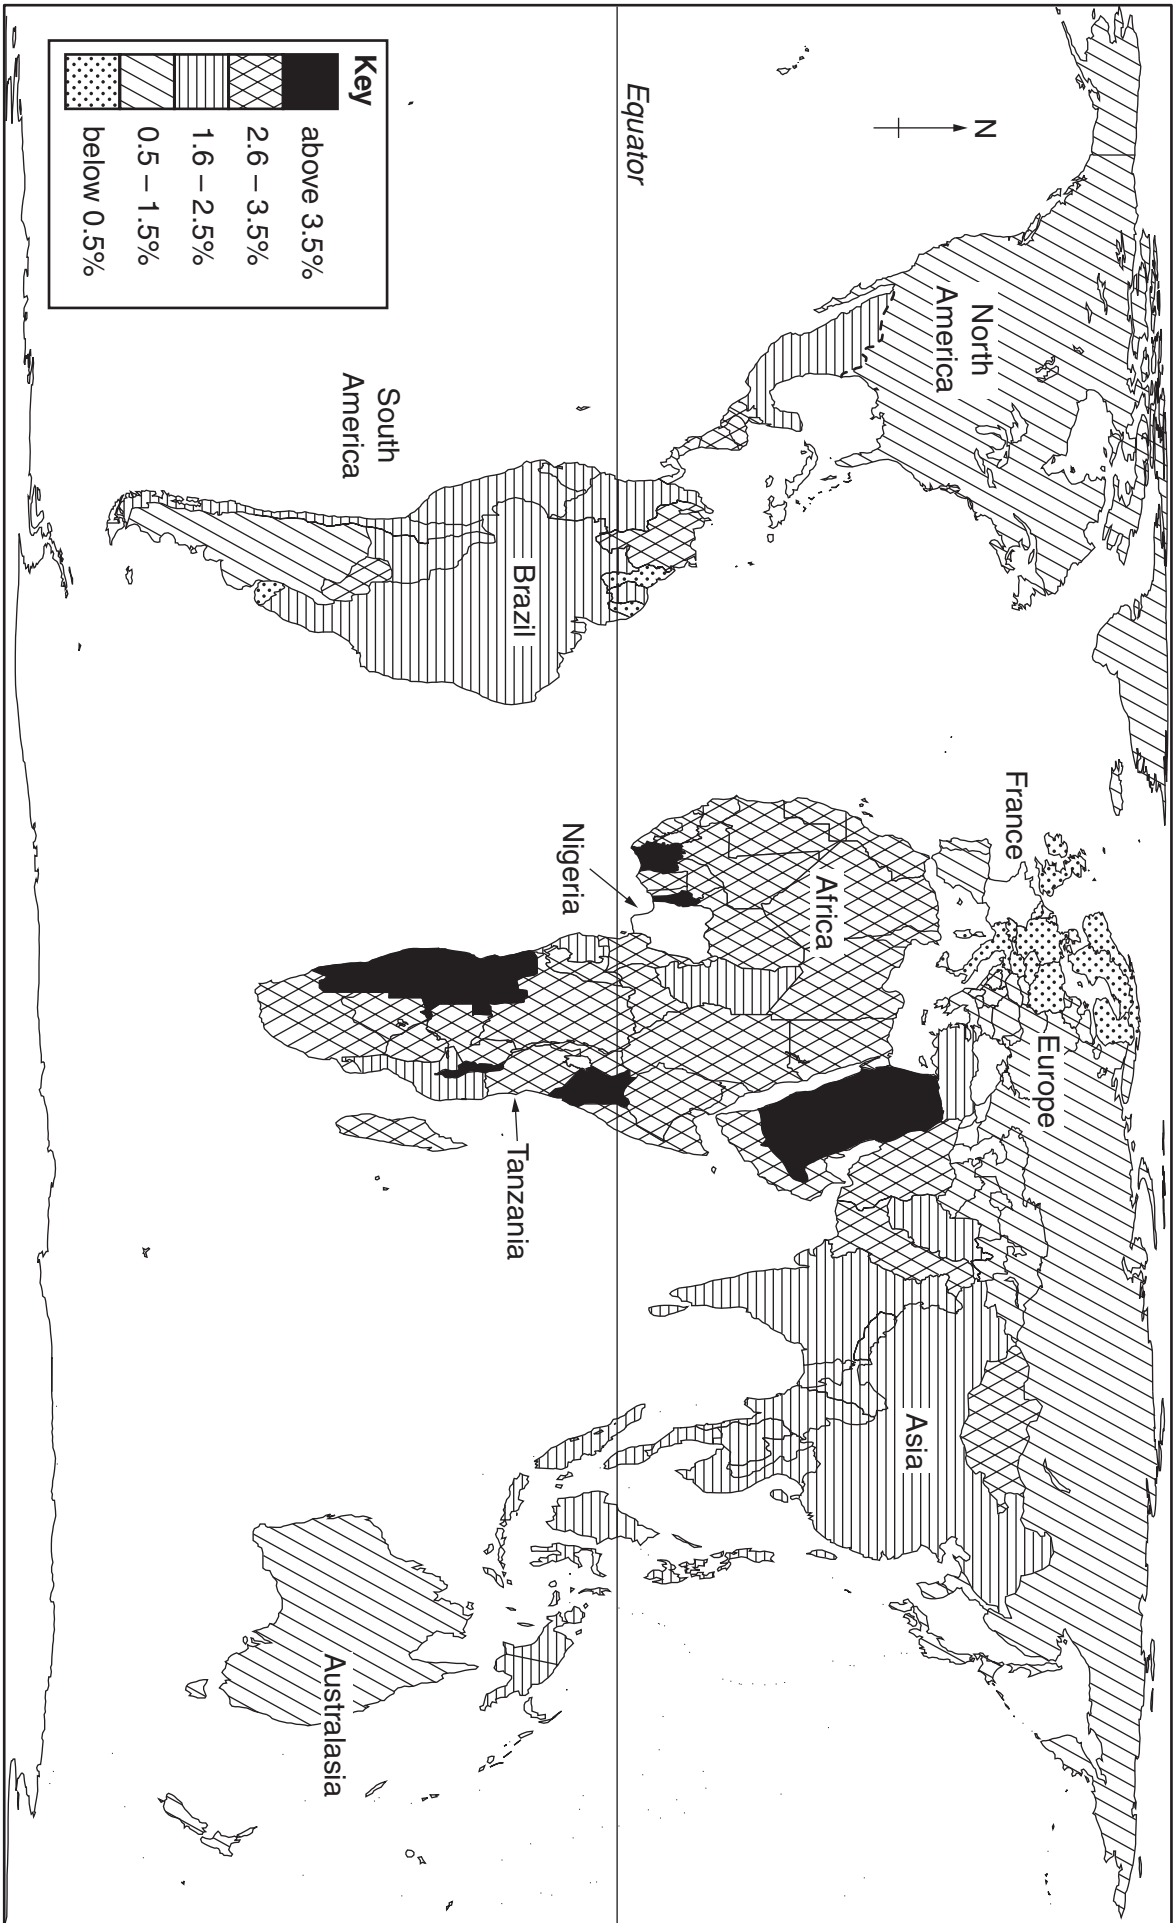 N
North
America
Equator
South
America
Brazil
France
Europe
Africa
Nigeria
Tanzania
Asia
Australasia
Key
above 3.5%
2.6 – 3.5%
1.6 – 2.5%
0.5 – 1.5%
below 0.5%